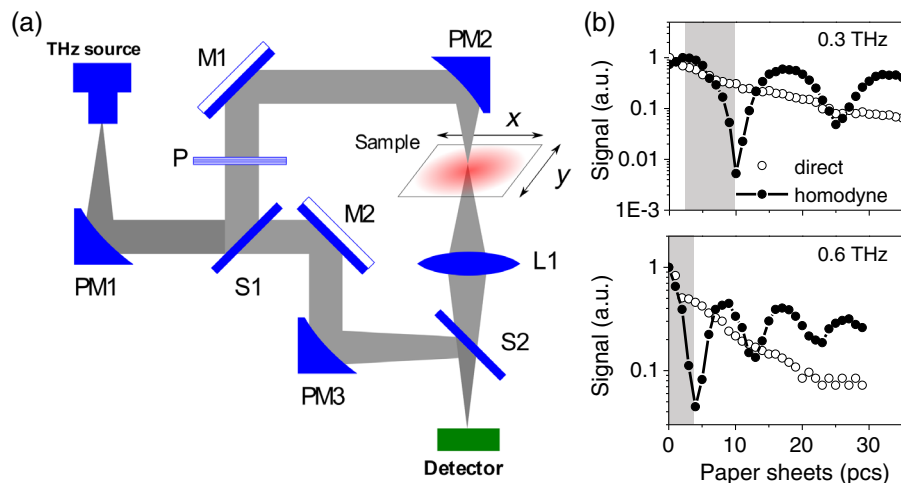 (a)
THz source
M1
PM2
Sample
x
y
P
M2
L1
PM1
S1
S2
PM3
Detector
(b)
0.3 THz
Signal (a.u.)
1
0.1
0.01
1E-3
direct
homodyne
0.6 THz
Signal (a.u.)
1
0.1
0
10
20
30
Paper sheets (pcs)